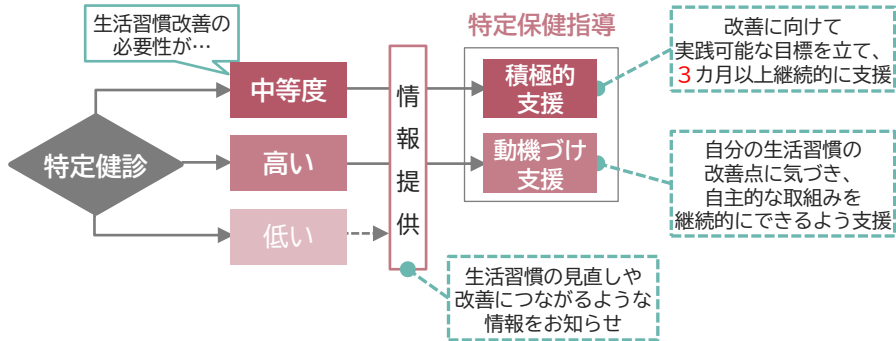 生活習慣改善の
必要性が…
特定保健指導
改善に向けて
実践可能な目標を立て、
３カ月以上継続的に支援
中等度
情報提供
積極的
支援
特定健診
高い
動機づけ
支援
自分の生活習慣の
改善点に気づき、
自主的な取組みを
継続的にできるよう支援
低い
生活習慣の見直しや
改善につながるような
情報をお知らせ